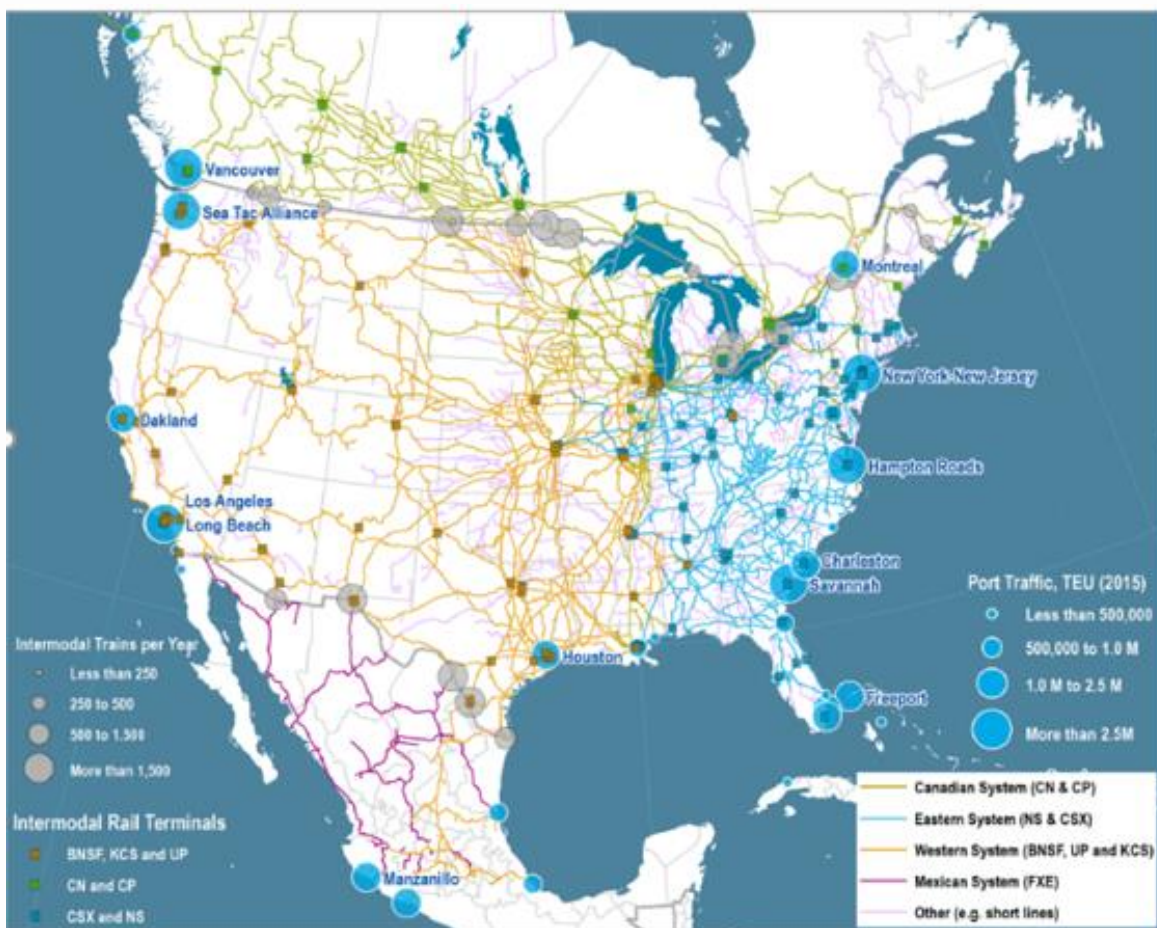 Vancouver
Sea Tac Alliance
Montreal
New York-New Jersey
Oakland
Hampton Roads
Los Angeles
Long Beach
Charleston
Savannah
Houston
Freeport
Manzanillo
Intermodal Trains per Year
Less than 250
250 to 500
500 to 1,500
More than 1,500
Intermodal Rail Terminals
BNSF, KCS and UP
CN and CP
CSX and NS
Port Traffic, TEU (2015)
Less than 500,000
500,000 to 1.0 M
1.0 M to 2.5 M
More than 2.5M
Canadian System (CN & CP)
Eastern System (NS & CSX)
Western System (BNSF, UP and KCS)
Mexican System (FXE)
Other (e.g. short lines)